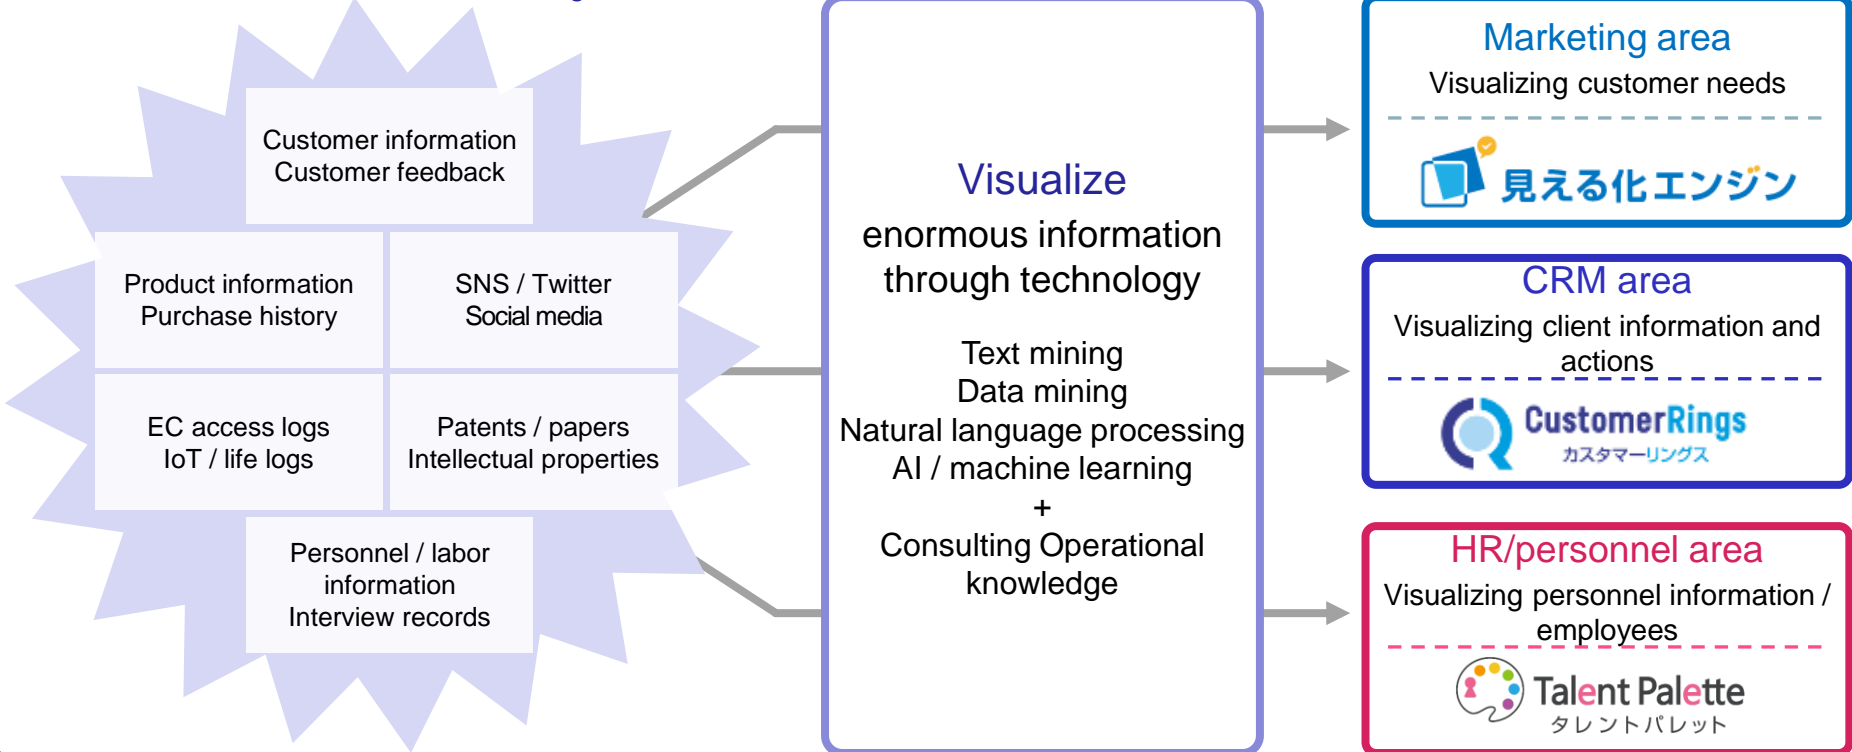 Customer information
Customer feedback
Product information
Purchase history
SNS / Twitter
Social media
EC access logs
IoT / life logs
Patents / papers
Intellectual properties
Personnel / labor
information
Interview records
Visualize
enormous information
through technology
Text mining
Data mining
Natural language processing
AI / machine learning
+
Consulting Operational
knowledge
Marketing area
Visualizing customer needs
見える化エンジン
CRM area
Visualizing client information and
actions
CustomerRings
カスタマーリングス
HR/personnel area
Visualizing personnel information /
employees
Talent Palette
タレントパレット